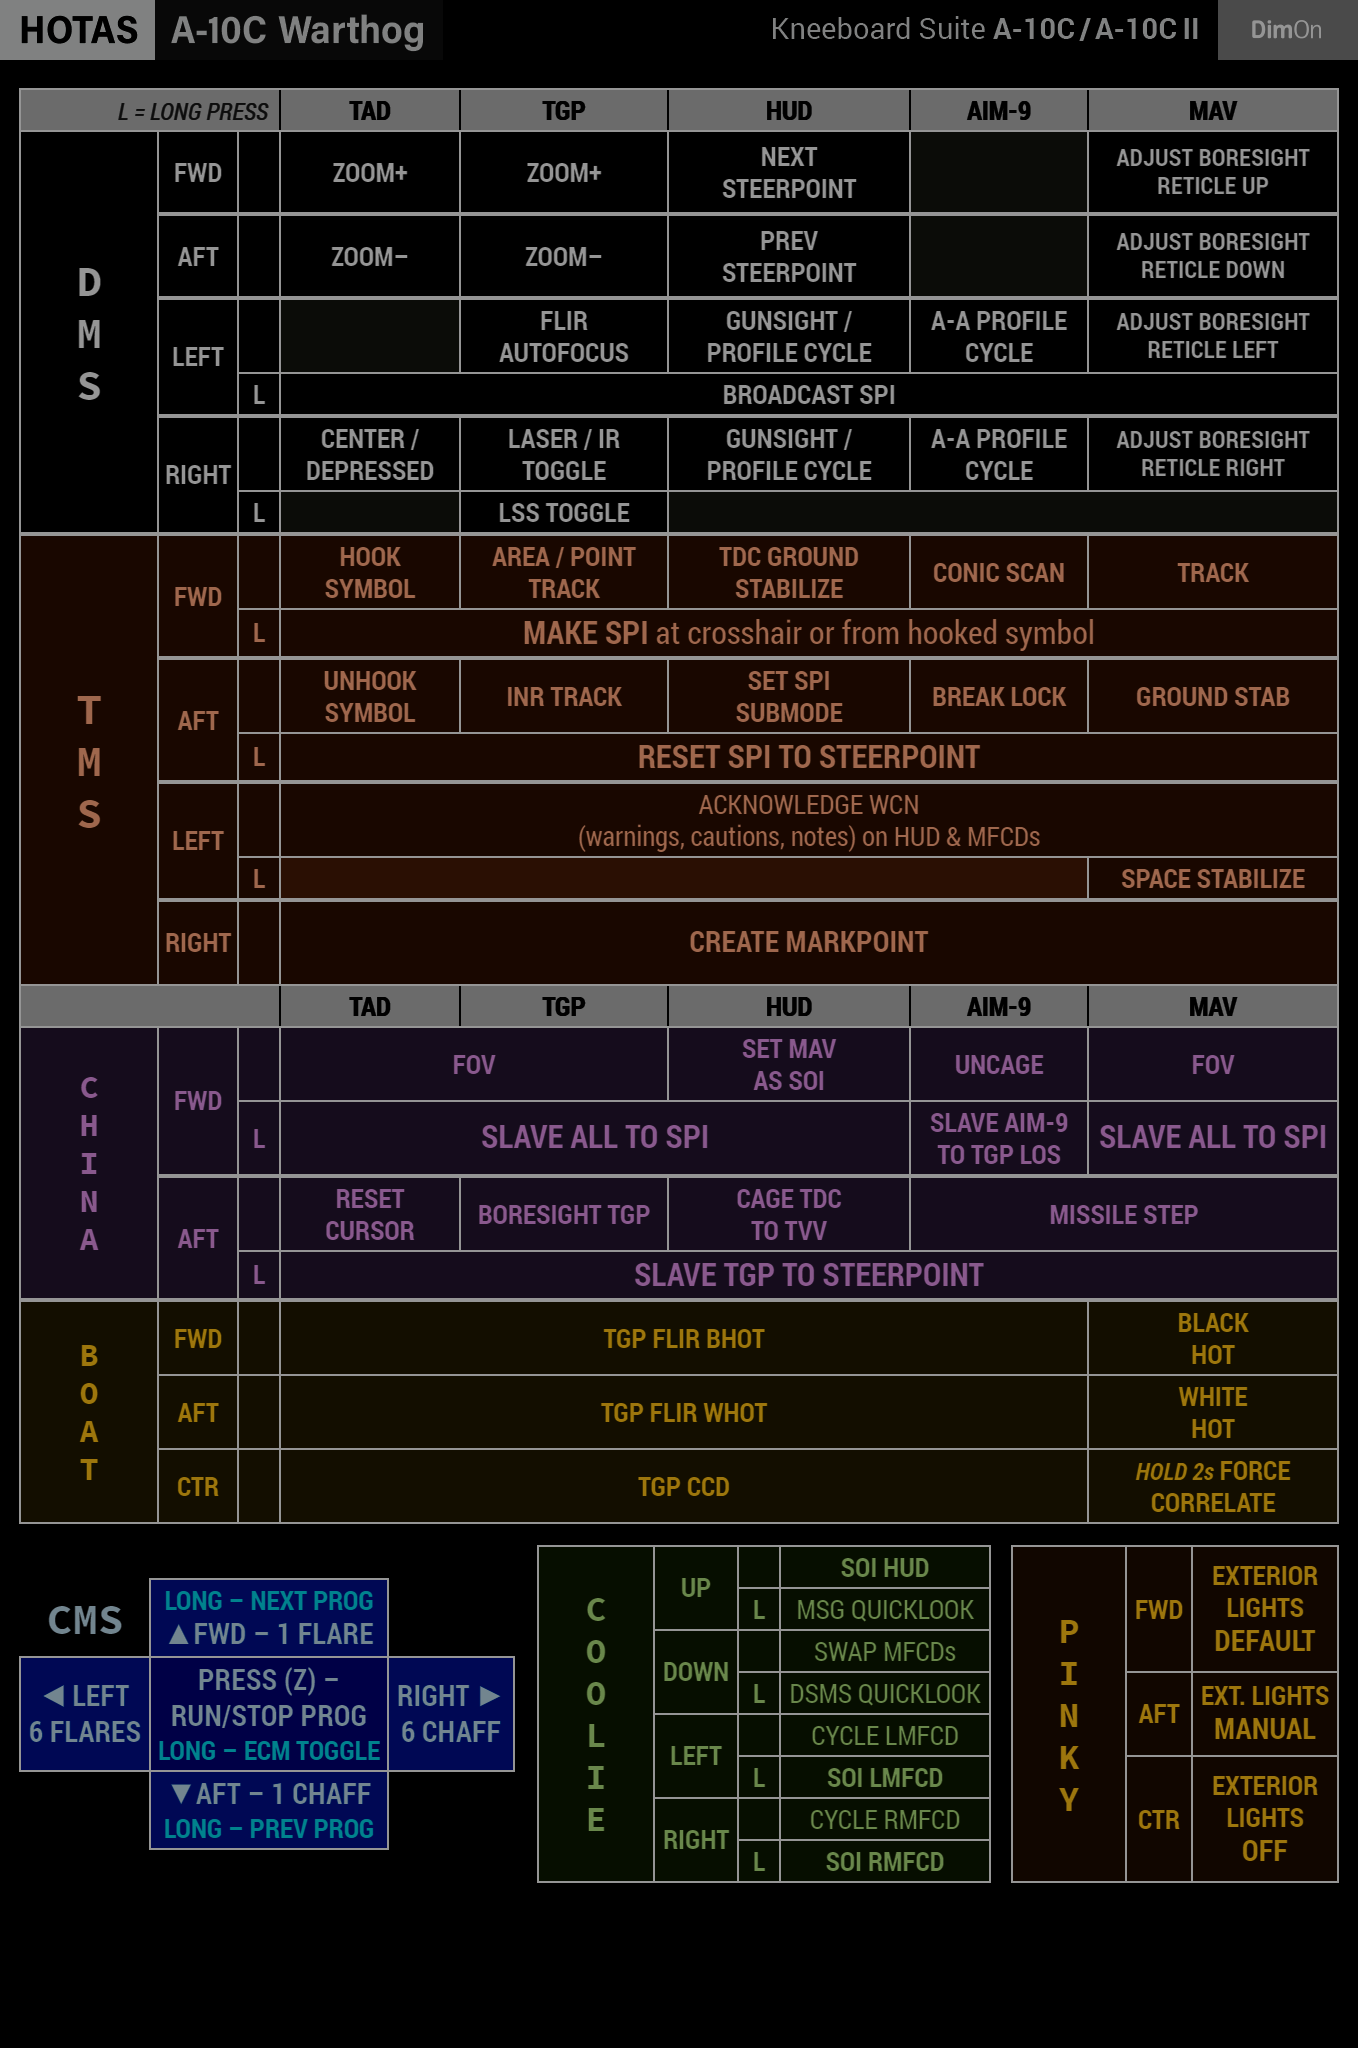 HOTAS A-10C Warthog Kneeboard Suite A-10C / A-10C II DimOn
L = LONG PRESS TAD TGP HUD AIM-9 MAV
DMS
FWD ZOOM+ ZOOM+ NEXT STEERPOINT ADJUST BORESIGHT RETICLE UP
AFT ZOOM– ZOOM– PREV STEERPOINT ADJUST BORESIGHT RETICLE DOWN
LEFT FLIR AUTOFOCUS GUNSIGHT / PROFILE CYCLE A-A PROFILE CYCLE ADJUST BORESIGHT RETICLE LEFT
L BROADCAST SPI
RIGHT CENTER / DEPRESSED LASER / IR TOGGLE GUNSIGHT / PROFILE CYCLE A-A PROFILE CYCLE ADJUST BORESIGHT RETICLE RIGHT
L LSS TOGGLE
TMS
FWD HOOK SYMBOL AREA / POINT TRACK TDC GROUND STABILIZE CONIC SCAN TRACK
L MAKE SPI at crosshair or from hooked symbol
AFT UNHOOK SYMBOL INR TRACK SET SPI SUBMODE BREAK LOCK GROUND STAB
L RESET SPI TO STEERPOINT
LEFT ACKNOWLEDGE WCN
(warnings, cautions, notes) on HUD & MFCDs
L SPACE STABILIZE
RIGHT CREATE MARKPOINT
TAD TGP HUD AIM-9 MAV
CHINA
FWD FOV SET MAV AS SOI UNCAGE FOV
L SLAVE ALL TO SPI SLAVE AIM-9 TO TGP LOS SLAVE ALL TO SPI
AFT RESET CURSOR BORESIGHT TGP CAGE TDC TO TVV MISSILE STEP
L SLAVE TGP TO STEERPOINT
BOAT
FWD TGP FLIR BHOT BLACK HOT
AFT TGP FLIR WHOT WHITE HOT
CTR TGP CCD HOLD 2s FORCE CORRELATE
CMS
LONG – NEXT PROG
▲FWD – 1 FLARE
◀ LEFT
6 FLARES
PRESS (Z) –
RUN/STOP PROG
LONG – ECM TOGGLE
RIGHT ▶
6 CHAFF
▼AFT – 1 CHAFF
LONG – PREV PROG
COOLIE
UP SOI HUD
L MSG QUICKLOOK
DOWN SWAP MFCDs
L DSMS QUICKLOOK
LEFT CYCLE LMFCD
L SOI LMFCD
RIGHT CYCLE RMFCD
L SOI RMFCD
PINKY
FWD EXTERIOR LIGHTS DEFAULT
AFT EXT. LIGHTS MANUAL
CTR EXTERIOR LIGHTS OFF